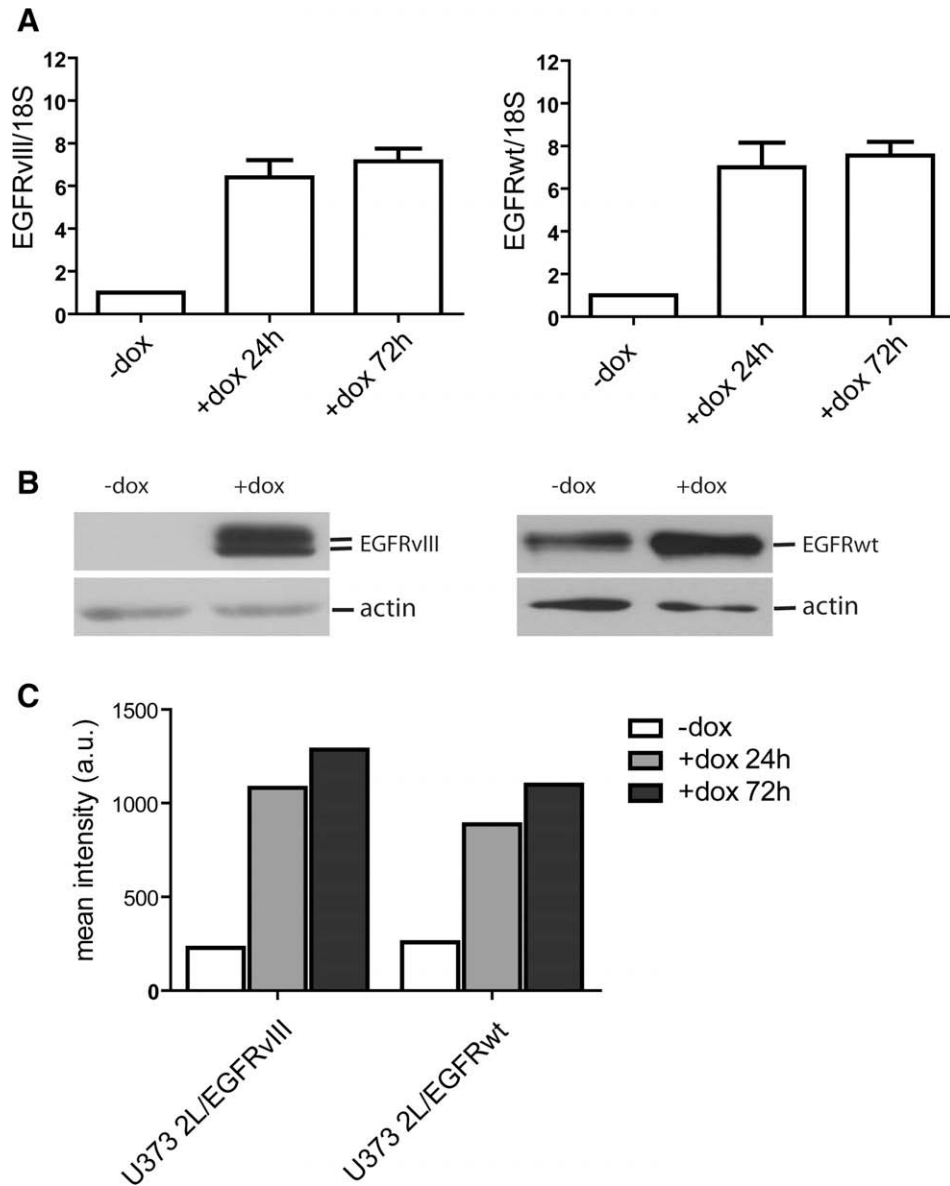 A
EGFRvIII/18S
12
10
8
6
4
2
0
-dox
+dox 24h
+dox 72h
EGFRwt/18S
12
10
8
6
4
2
0
-dox
+dox 24h
+dox 72h
B
-dox +dox
EGFRvIII
actin
-dox +dox
EGFRwt
actin
C
mean intensity (a.u.)
1500
1000
500
0
U373 2L/EGFRvIII
U373 2L/EGFRwt
-dox
+dox 24h
+dox 72h